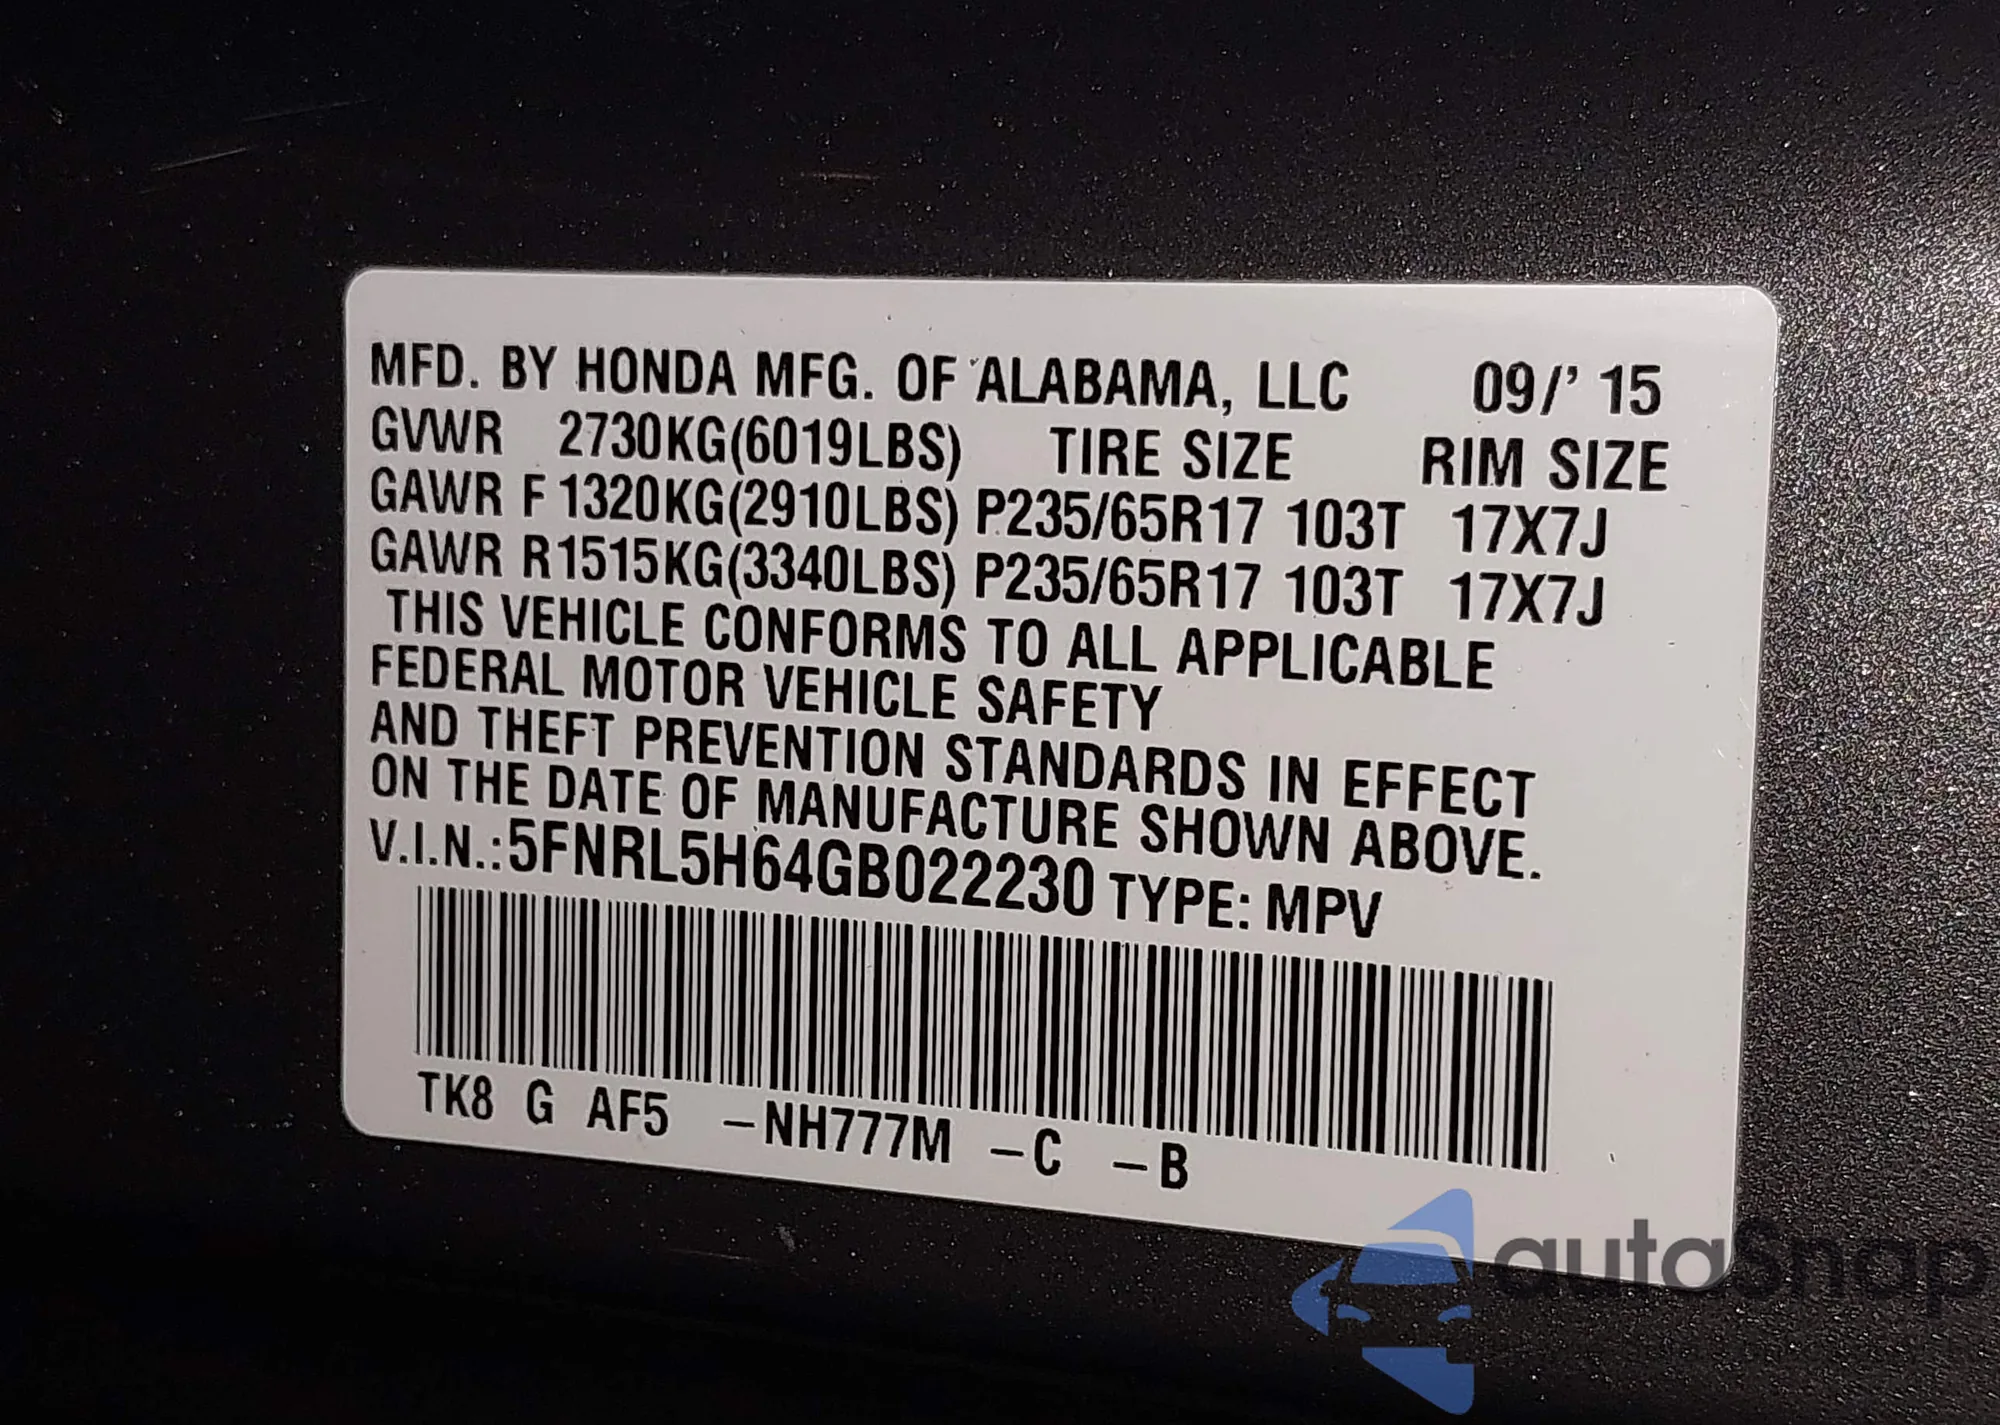 MFD. BY HONDA MFG. OF ALABAMA, LLC 09/' 15
GVWR 2730KG(6019LBS) TIRE SIZE RIM SIZE
GAWR F 1320KG(2910LBS) P235/65R17 103T 17X7J
GAWR R1515KG(3340LBS) P235/65R17 103T 17X7J
THIS VEHICLE CONFORMS TO ALL APPLICABLE
FEDERAL MOTOR VEHICLE SAFETY
AND THEFT PREVENTION STANDARDS IN EFFECT
ON THE DATE OF MANUFACTURE SHOWN ABOVE.
V.I.N.:5FNRL5H64GB022230 TYPE: MPV
TK8 G AF5 –NH777M –C –B
autoSnap